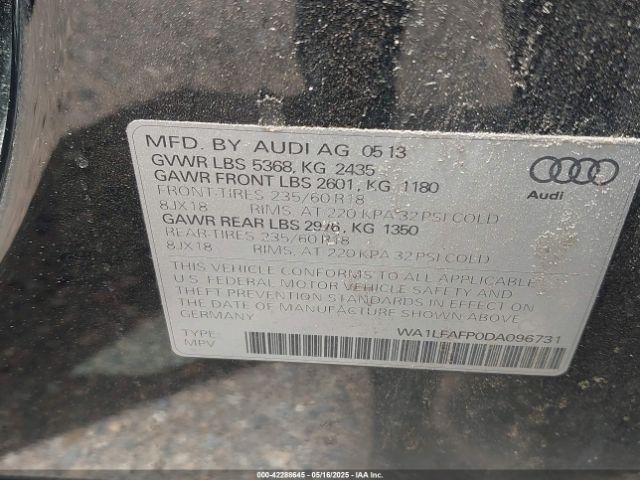 MFD. BY AUDI AG 0513
GVWR LBS 5368, KG 2435
GAWR FRONT LBS 2601, KG 1180
FRONT-TIRES 235/60 R18
8JX18 RIMS, AT 220 KPA 32 PSI COLD
GAWR REAR LBS 2976, KG 1350
REAR-TIRES 235/60 R18
8JX18 RIMS, AT 220 KPA 32 PSI COLD
THIS VEHICLE CONFORMS TO ALL APPLICABLE
U.S. FEDERAL MOTOR VEHICLE SAFETY AND
THEFT PREVENTION STANDARDS IN EFFECT ON
THE DATE OF MANUFACTURE SHOWN ABOVE
GERMANY
TYPE:
MPV
WA1LFAFP0DA096731
Audi
000-42288645 - 05/16/2025 - IAAI.COM